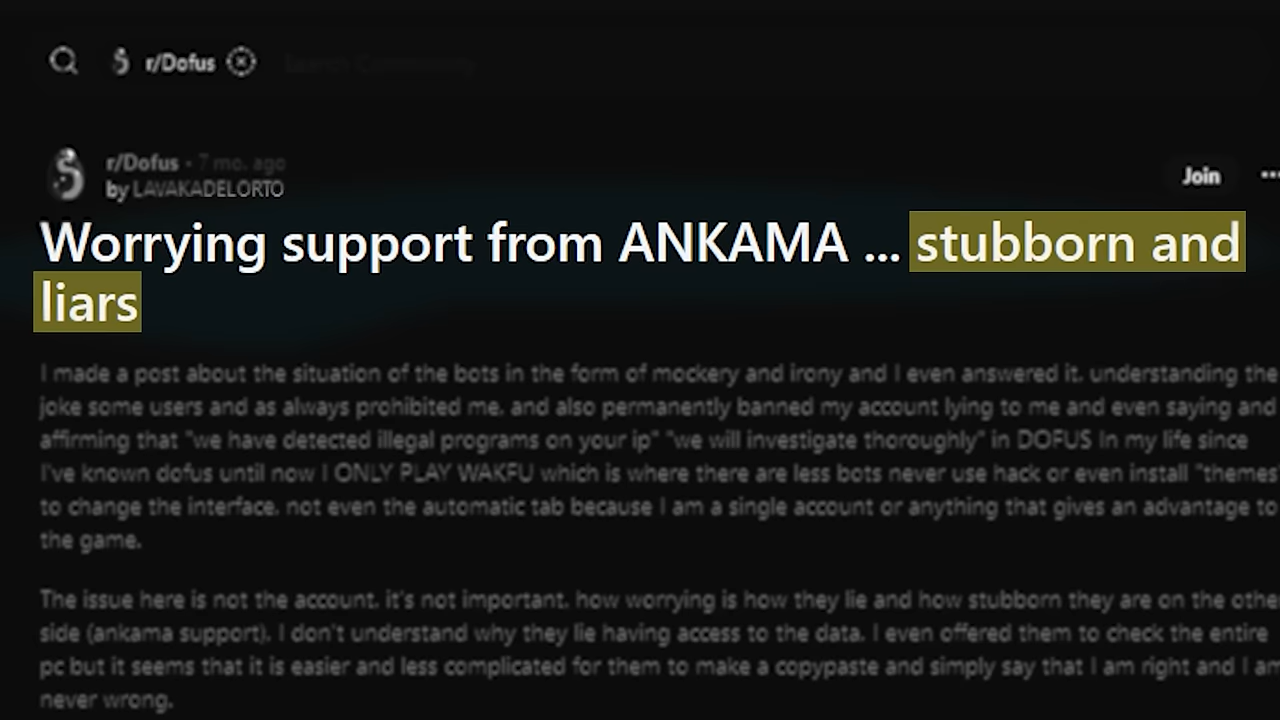 r/Dofus
r/Dofus • 7 mo. ago
by LAVAKADELORTO
Join
Worrying support from ANKAMA ... stubborn and
liars
I made a post about the situation of the bots in the form of mockery and irony and I even answered it. understanding the
joke some users and as always prohibited me. and also permanently banned my account lying to me and even saying and
affirming that "we have detected illegal programs on your ip" "we will investigate thoroughly" in DOFUS In my life since
I've known dofus until now I ONLY PLAY WAKFU which is where there are less bots never use hack or even install "themes
to change the interface. not even the automatic tab because I am a single account or anything that gives an advantage to
the game.
The issue here is not the account. it's not important. how worrying is how they lie and how stubborn they are on the othe
side (ankama support). I don't understand why they lie having access to the data. I even offered them to check the entire
pc but it seems that it is easier and less complicated for them to make a copypaste and simply say that I am right and I am
never wrong.